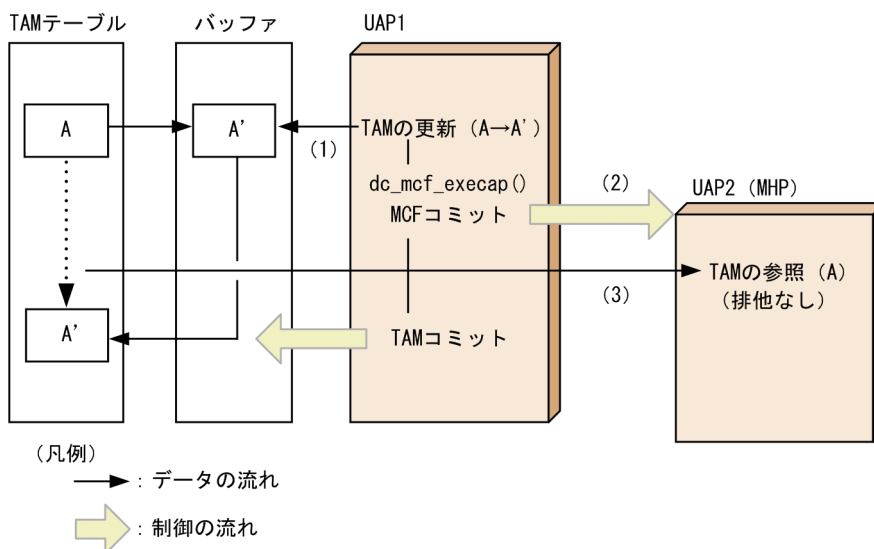 TAMテーブル
バッファ
UAP1
A
A'
TAMの更新（A→A'）
(1)
dc_mcf_execap()
MCFコミット
(2)
UAP2（MHP）
TAMの参照（A）
（排他なし）
(3)
A'
TAMコミット
（凡例）
：データの流れ
：制御の流れ